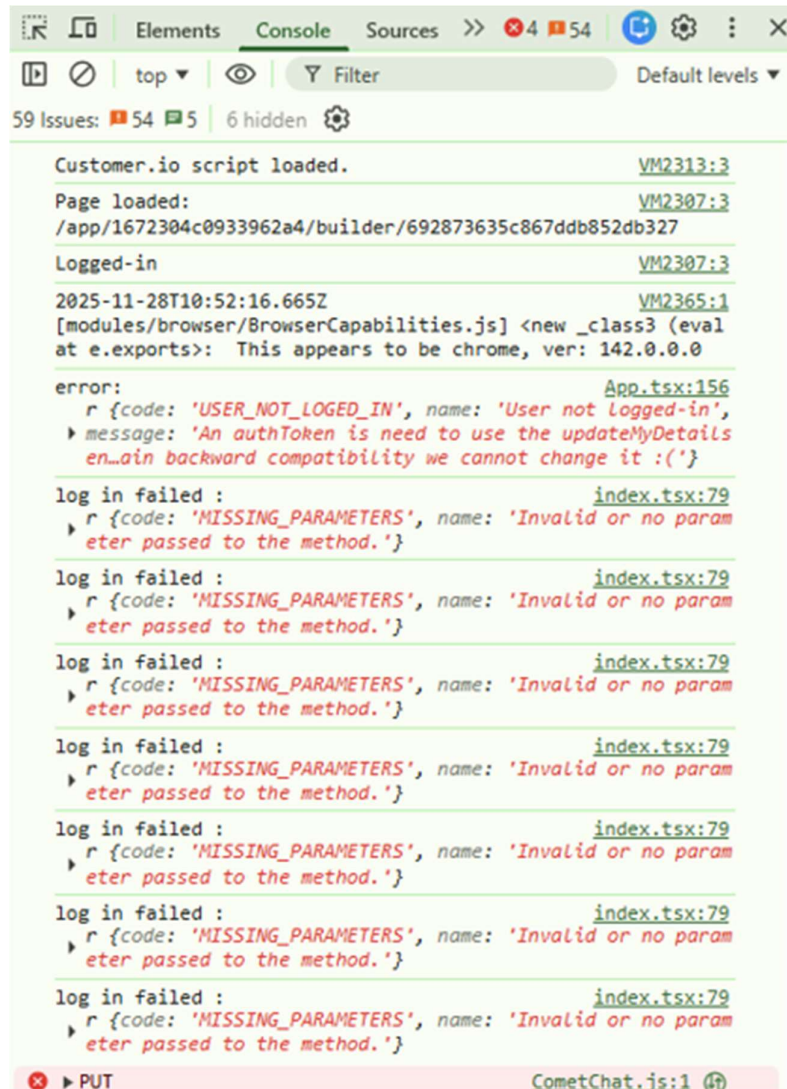 Elements Console Sources >> 4 54
top ▼ Filter Default levels ▼
59 Issues: 54 5 6 hidden
Customer.io script loaded. VM2313:3
Page loaded: VM2307:3
/app/1672304c0933962a4/builder/692873635c867ddb852db327
Logged-in VM2307:3
2025-11-28T10:52:16.665Z VM2365:1
[modules/browser/BrowserCapabilities.js] <new _class3 (eval
at e.exports>: This appears to be chrome, ver: 142.0.0.0
error: App.tsx:156
r {code: 'USER_NOT_LOGED_IN', name: 'User not logged-in',
message: 'An authToken is need to use the updateMyDetails
en…ain backward compatibility we cannot change it :('}
log in failed : index.tsx:79
r {code: 'MISSING_PARAMETERS', name: 'Invalid or no param
eter passed to the method.'}
log in failed : index.tsx:79
r {code: 'MISSING_PARAMETERS', name: 'Invalid or no param
eter passed to the method.'}
log in failed : index.tsx:79
r {code: 'MISSING_PARAMETERS', name: 'Invalid or no param
eter passed to the method.'}
log in failed : index.tsx:79
r {code: 'MISSING_PARAMETERS', name: 'Invalid or no param
eter passed to the method.'}
log in failed : index.tsx:79
r {code: 'MISSING_PARAMETERS', name: 'Invalid or no param
eter passed to the method.'}
log in failed : index.tsx:79
r {code: 'MISSING_PARAMETERS', name: 'Invalid or no param
eter passed to the method.'}
log in failed : index.tsx:79
r {code: 'MISSING_PARAMETERS', name: 'Invalid or no param
eter passed to the method.'}
PUT CometChat.js:1